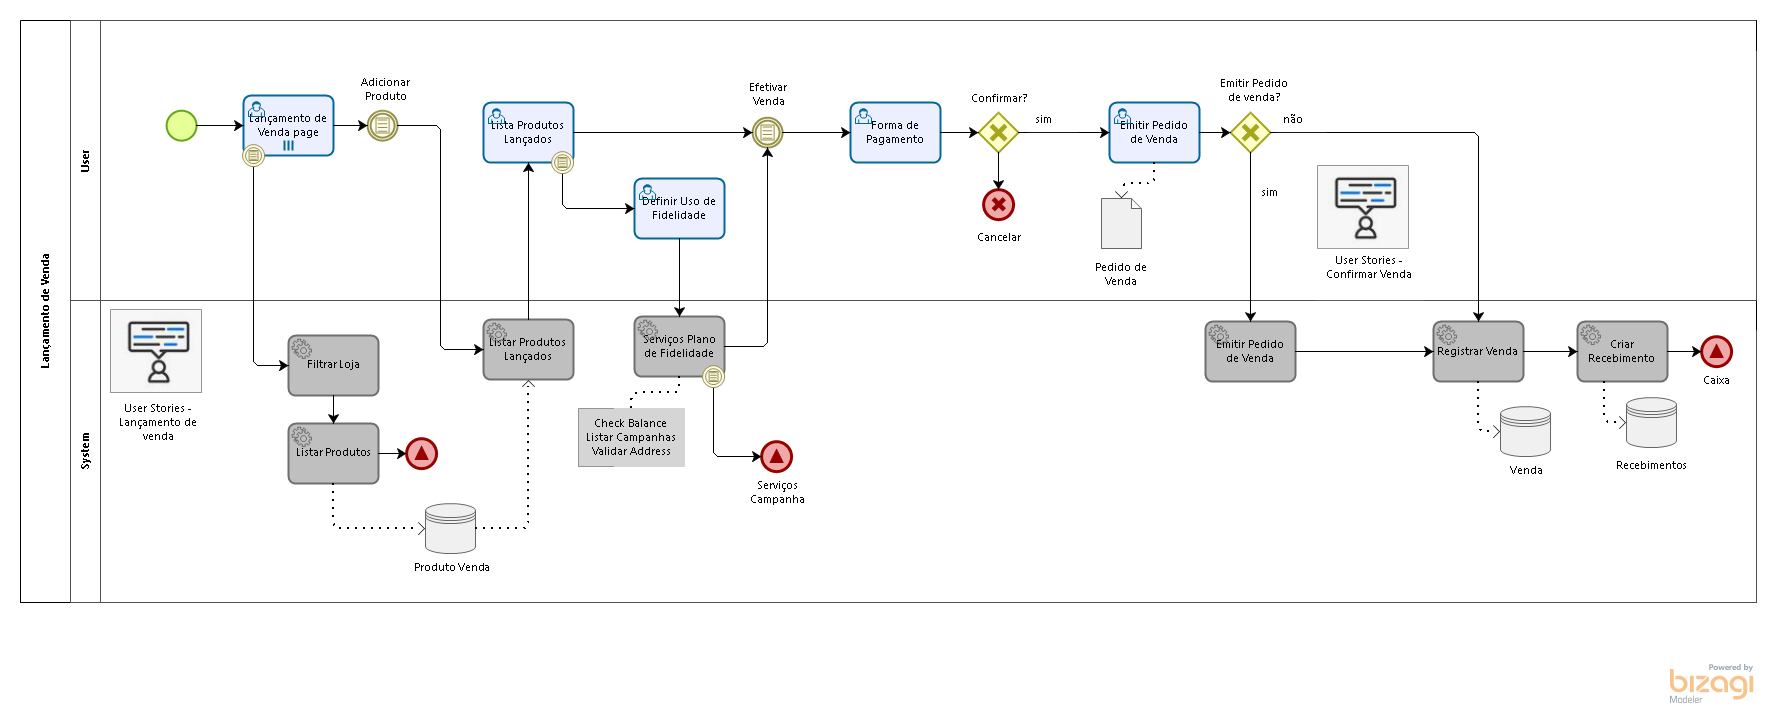 Lançamento de Venda
User
System
Lançamento de
Venda page
Adicionar
Produto
Lista Produtos
Lançados
Definir Uso de
Fidelidade
Efetivar
Venda
Forma de
Pagamento
Confirmar?
sim
Cancelar
Emitir Pedido
de Venda
Pedido de
Venda
Emitir Pedido
de venda?
não
sim
User Stories -
Confirmar Venda
User Stories -
Lançamento de
venda
Filtrar Loja
Listar Produtos
Produto Venda
Listar Produtos
Lançados
Serviços Plano
de Fidelidade
Check Balance
Listar Campanhas
Validar Address
Serviços
Campanha
Emitir Pedido
de Venda
Registrar Venda
Venda
Criar
Recebimento
Recebimentos
Caixa
Powered by
bizagi
Modeler